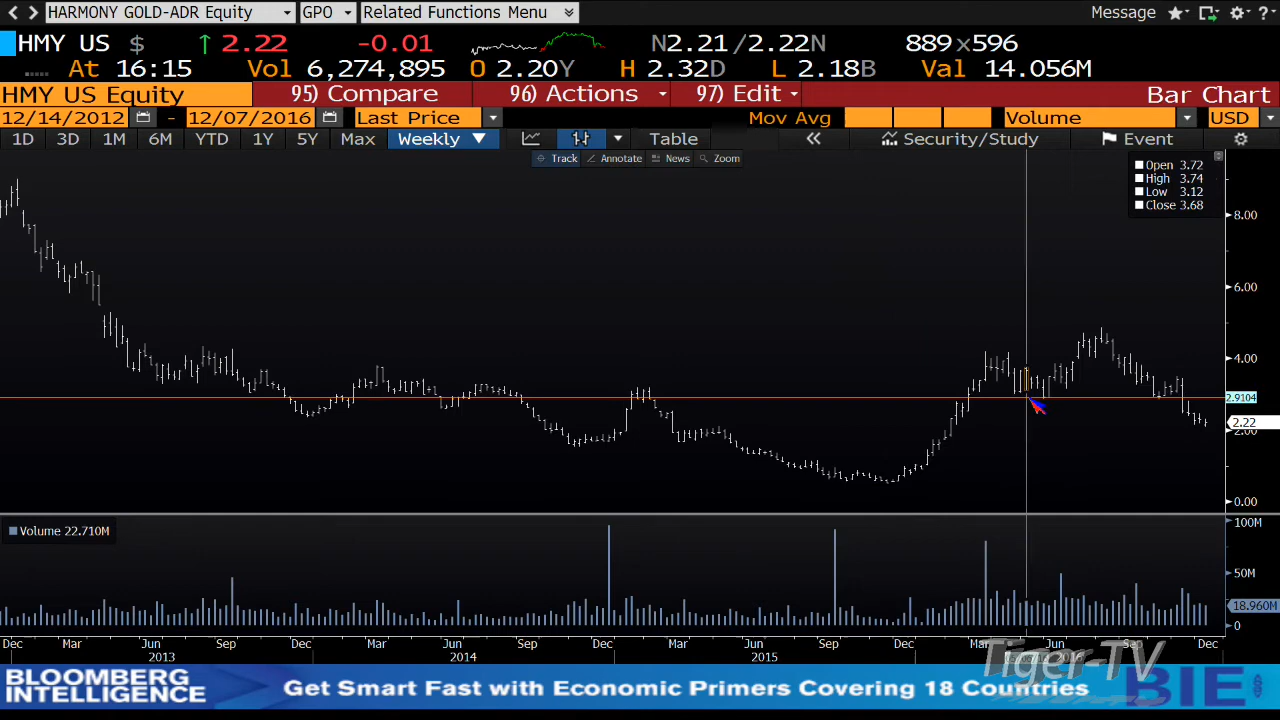 HARMONY GOLD-ADR Equity GPO Related Functions Menu Message
HMY US $ ↑ 2.22 -0.01 N2.21 /2.22N 889 x 596
At 16:15 Vol 6,274,895 O 2.20Y H 2.32D L 2.18B Val 14.056M
HMY US Equity 95) Compare 96) Actions 97) Edit Bar Chart
12/14/2012 - 12/07/2016 Last Price Mov Avg Volume USD
1D 3D 1M 6M YTD 1Y 5Y Max Weekly ▼ Table « Security/Study Event
Track Annotate News Zoom
Open 3.72
High 3.74
Low 3.12
Close 3.68
8.00
6.00
4.00
2.9104
2.22
2.00
0.00
Volume 22.710M
100M
50M
18.960M
0
Dec Mar Jun Sep Dec Mar Jun Sep Dec Mar Jun Sep Dec Mar Jun Sep Dec
2013 2014 2015 2016
Tiger-TV
BLOOMBERG
INTELLIGENCE
Get Smart Fast with Economic Primers Covering 18 Countries
BIE